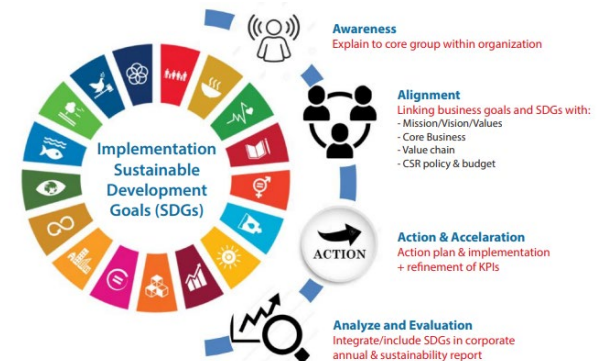 Implementation
Sustainable
Development
Goals (SDGs)
Awareness
Explain to core group within organization
Alignment
Linking business goals and SDGs with:
- Mission/Vision/Values
- Core Business
- Value chain
- CSR policy & budget
ACTION
Action & Accelaration
Action plan & implementation
+ refinement of KPIs
Analyze and Evaluation
Integrate/include SDGs in corporate
annual & sustainability report